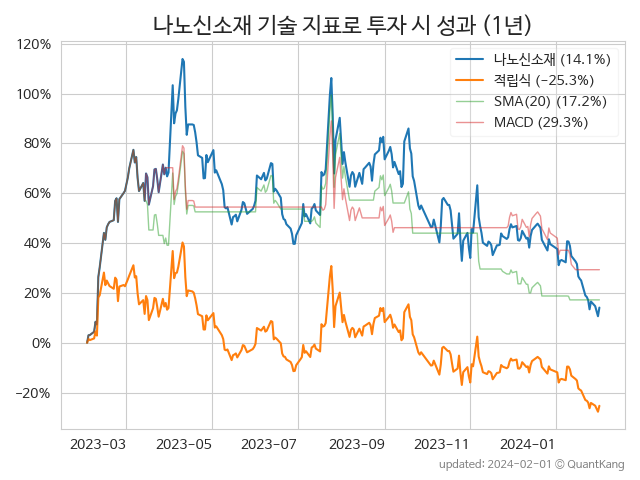 나노신소재 기술 지표로 투자 시 성과 (1년)
120%
100%
80%
60%
40%
20%
0%
−20%
나노신소재 (14.1%)
적립식 (−25.3%)
SMA(20) (17.2%)
MACD (29.3%)
2023-03 2023-05 2023-07 2023-09 2023-11 2024-01
updated: 2024-02-01 © QuantKang